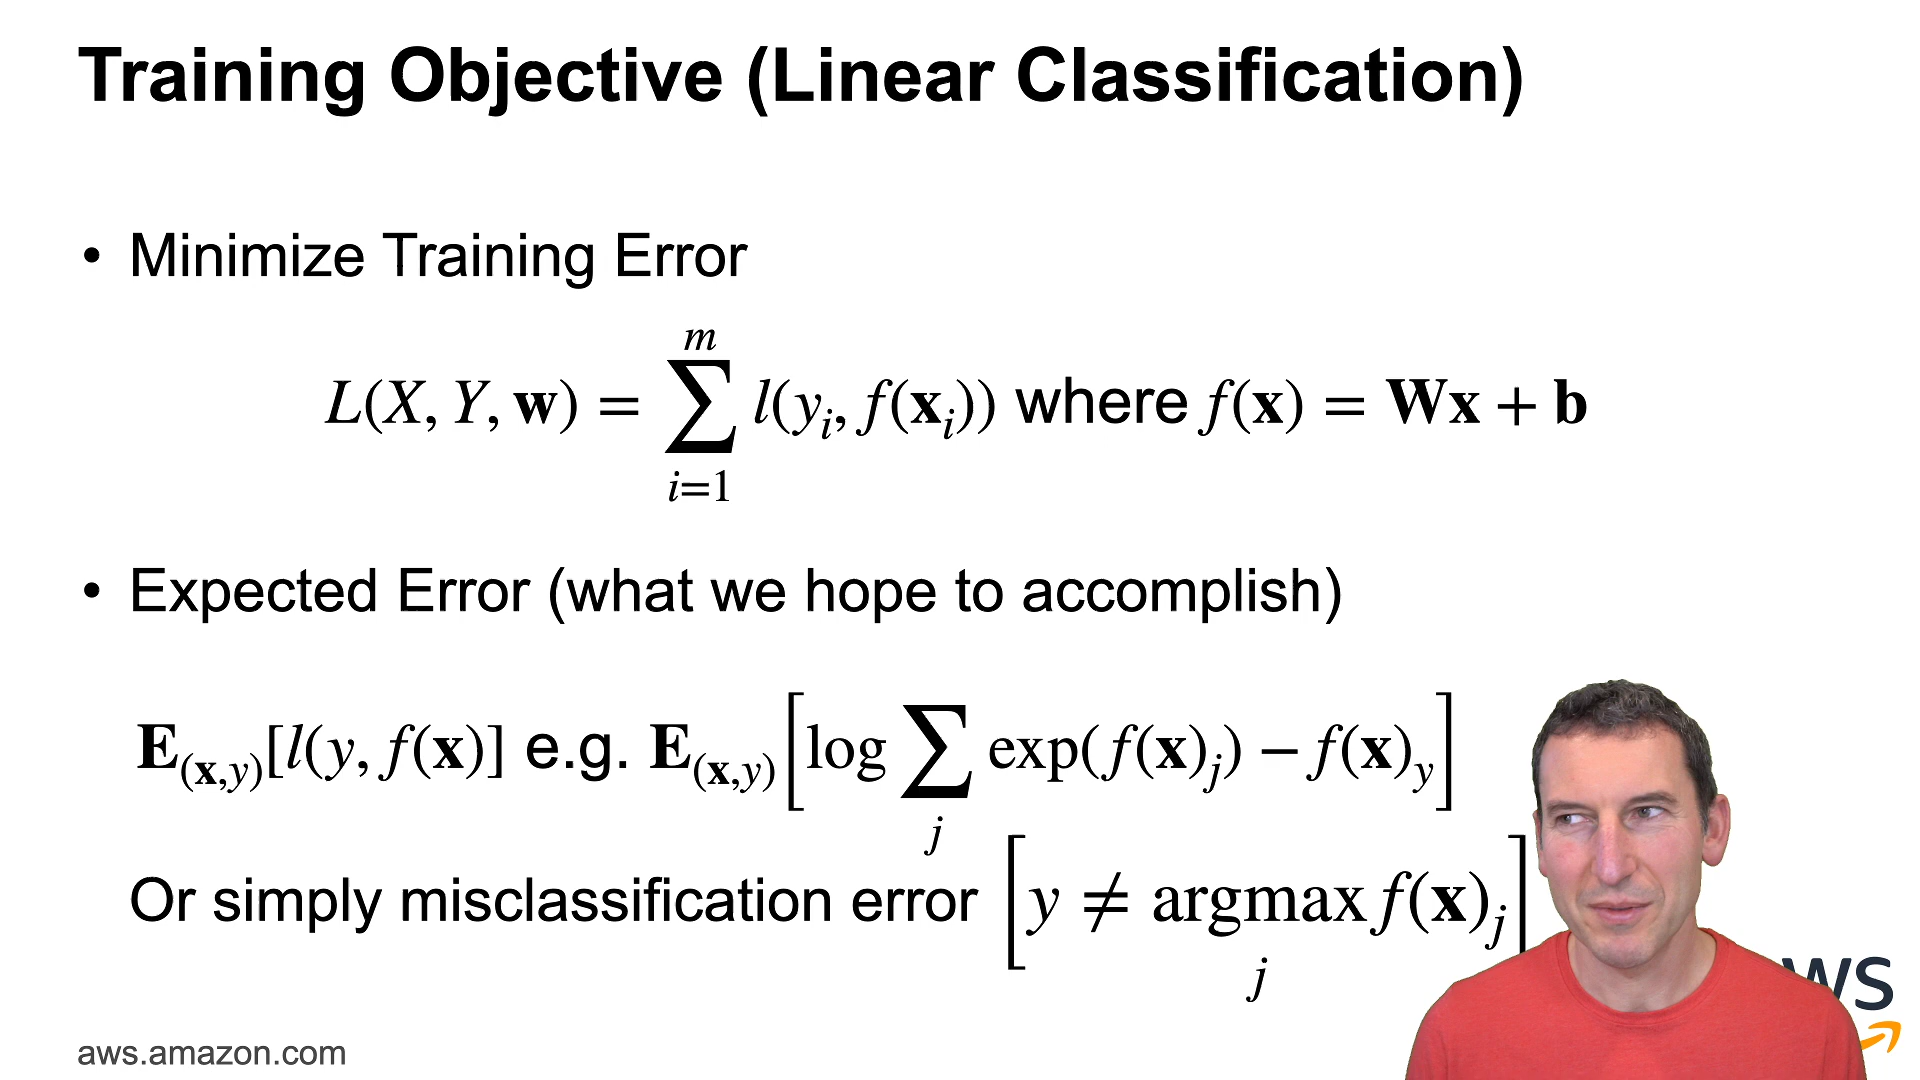 Training Objective (Linear Classification)
• Minimize Training Error
L(X, Y, w) = ∑_{i=1}^{m} l(y_i, f(x_i)) where f(x) = Wx + b
• Expected Error (what we hope to accomplish)
E_{(x,y)}[l(y, f(x)] e.g. E_{(x,y)}[log ∑_j exp(f(x)_j) − f(x)_y]
Or simply misclassification error [y ≠ argmax_j f(x)_j]
aws.amazon.com